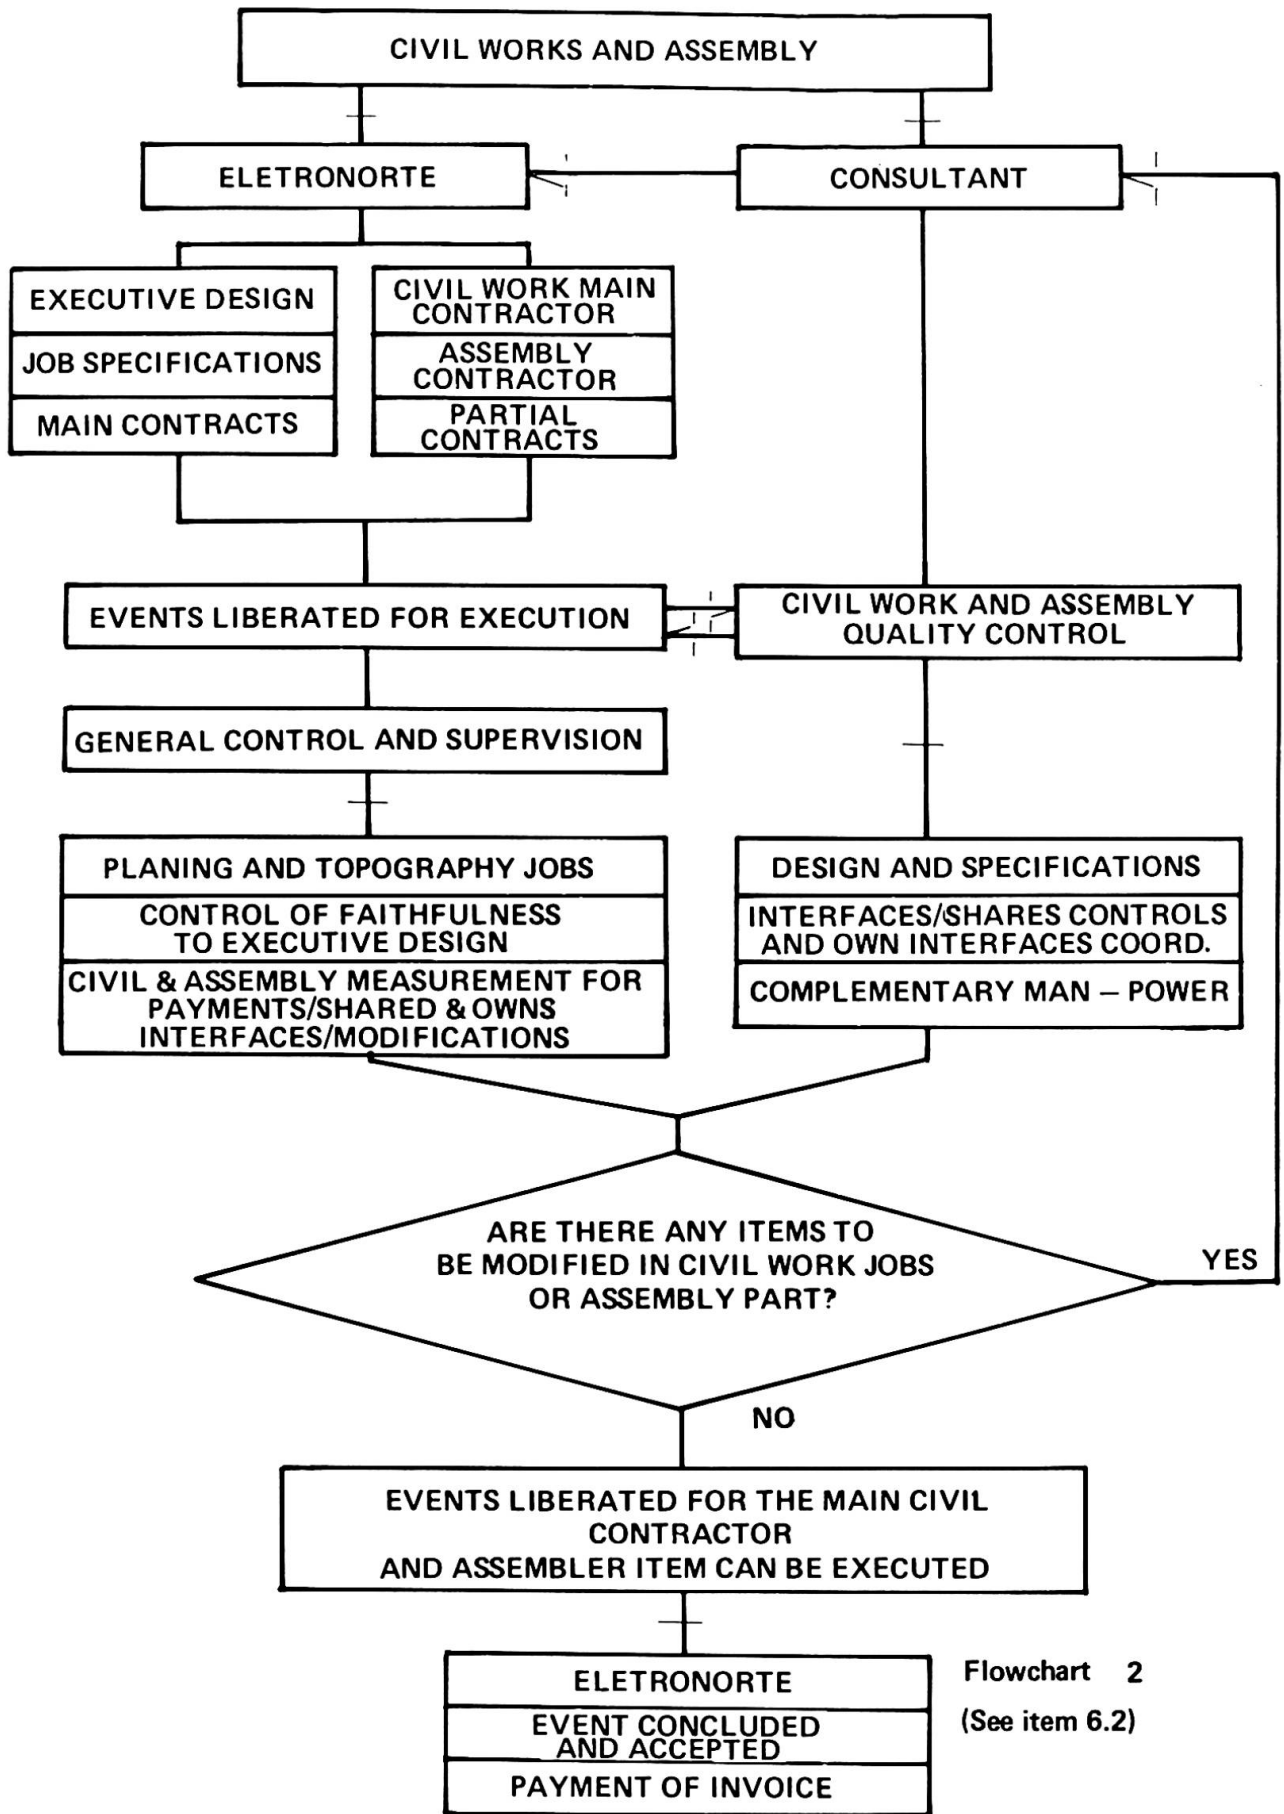 CIVIL WORKS AND ASSEMBLY
ELETRONORTE
CONSULTANT
EXECUTIVE DESIGN
JOB SPECIFICATIONS
MAIN CONTRACTS
CIVIL WORK MAIN
CONTRACTOR
ASSEMBLY
CONTRACTOR
PARTIAL
CONTRACTS
EVENTS LIBERATED FOR EXECUTION
CIVIL WORK AND ASSEMBLY
QUALITY CONTROL
GENERAL CONTROL AND SUPERVISION
PLANING AND TOPOGRAPHY JOBS
CONTROL OF FAITHFULNESS
TO EXECUTIVE DESIGN
CIVIL & ASSEMBLY MEASUREMENT FOR
PAYMENTS/SHARED & OWNS
INTERFACES/MODIFICATIONS
DESIGN AND SPECIFICATIONS
INTERFACES/SHARES CONTROLS
AND OWN INTERFACES COORD.
COMPLEMENTARY MAN – POWER
ARE THERE ANY ITEMS TO
BE MODIFIED IN CIVIL WORK JOBS
OR ASSEMBLY PART?
YES
NO
EVENTS LIBERATED FOR THE MAIN CIVIL
CONTRACTOR
AND ASSEMBLER ITEM CAN BE EXECUTED
ELETRONORTE
EVENT CONCLUDED
AND ACCEPTED
PAYMENT OF INVOICE
Flowchart 2
(See item 6.2)